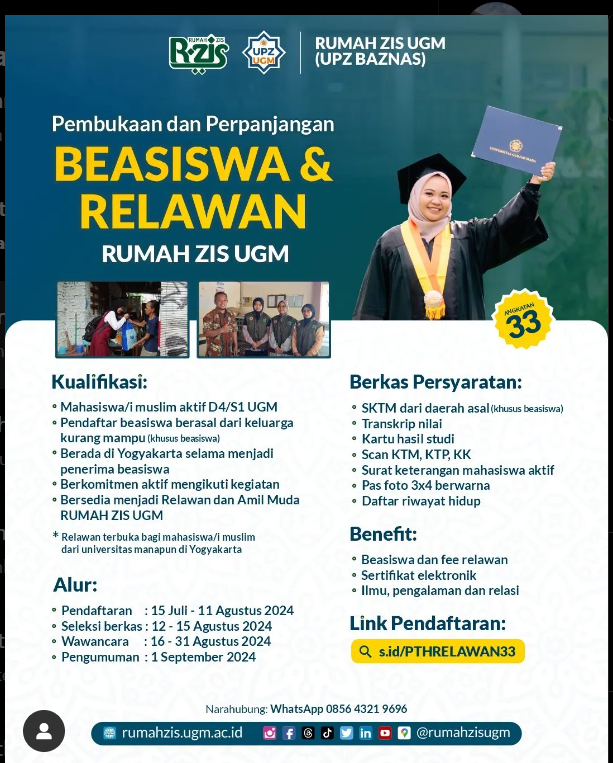 RUMAH ZIS
R-zis
UPZ
UGM
RUMAH ZIS UGM
(UPZ BAZNAS)
Pembukaan dan Perpanjangan
BEASISWA &
RELAWAN
RUMAH ZIS UGM
ANGKATAN
33
Kualifikasi:
Mahasiswa/i muslim aktif D4/S1 UGM
Pendaftar beasiswa berasal dari keluarga
kurang mampu (khusus beasiswa)
Berada di Yogyakarta selama menjadi
penerima beasiswa
Berkomitmen aktif mengikuti kegiatan
Bersedia menjadi Relawan dan Amil Muda
RUMAH ZIS UGM
* Relawan terbuka bagi mahasiswa/i muslim
dari universitas manapun di Yogyakarta
Alur:
Pendaftaran : 15 Juli - 11 Agustus 2024
Seleksi berkas : 12 - 15 Agustus 2024
Wawancara : 16 - 31 Agustus 2024
Pengumuman : 1 September 2024
Berkas Persyaratan:
SKTM dari daerah asal (khusus beasiswa)
Transkrip nilai
Kartu hasil studi
Scan KTM, KTP, KK
Surat keterangan mahasiswa aktif
Pas foto 3x4 berwarna
Daftar riwayat hidup
Benefit:
Beasiswa dan fee relawan
Sertifikat elektronik
Ilmu, pengalaman dan relasi
Link Pendaftaran:
s.id/PTHRELAWAN33
Narahubung: WhatsApp 0856 4321 9696
rumahzis.ugm.ac.id @rumahzisugm